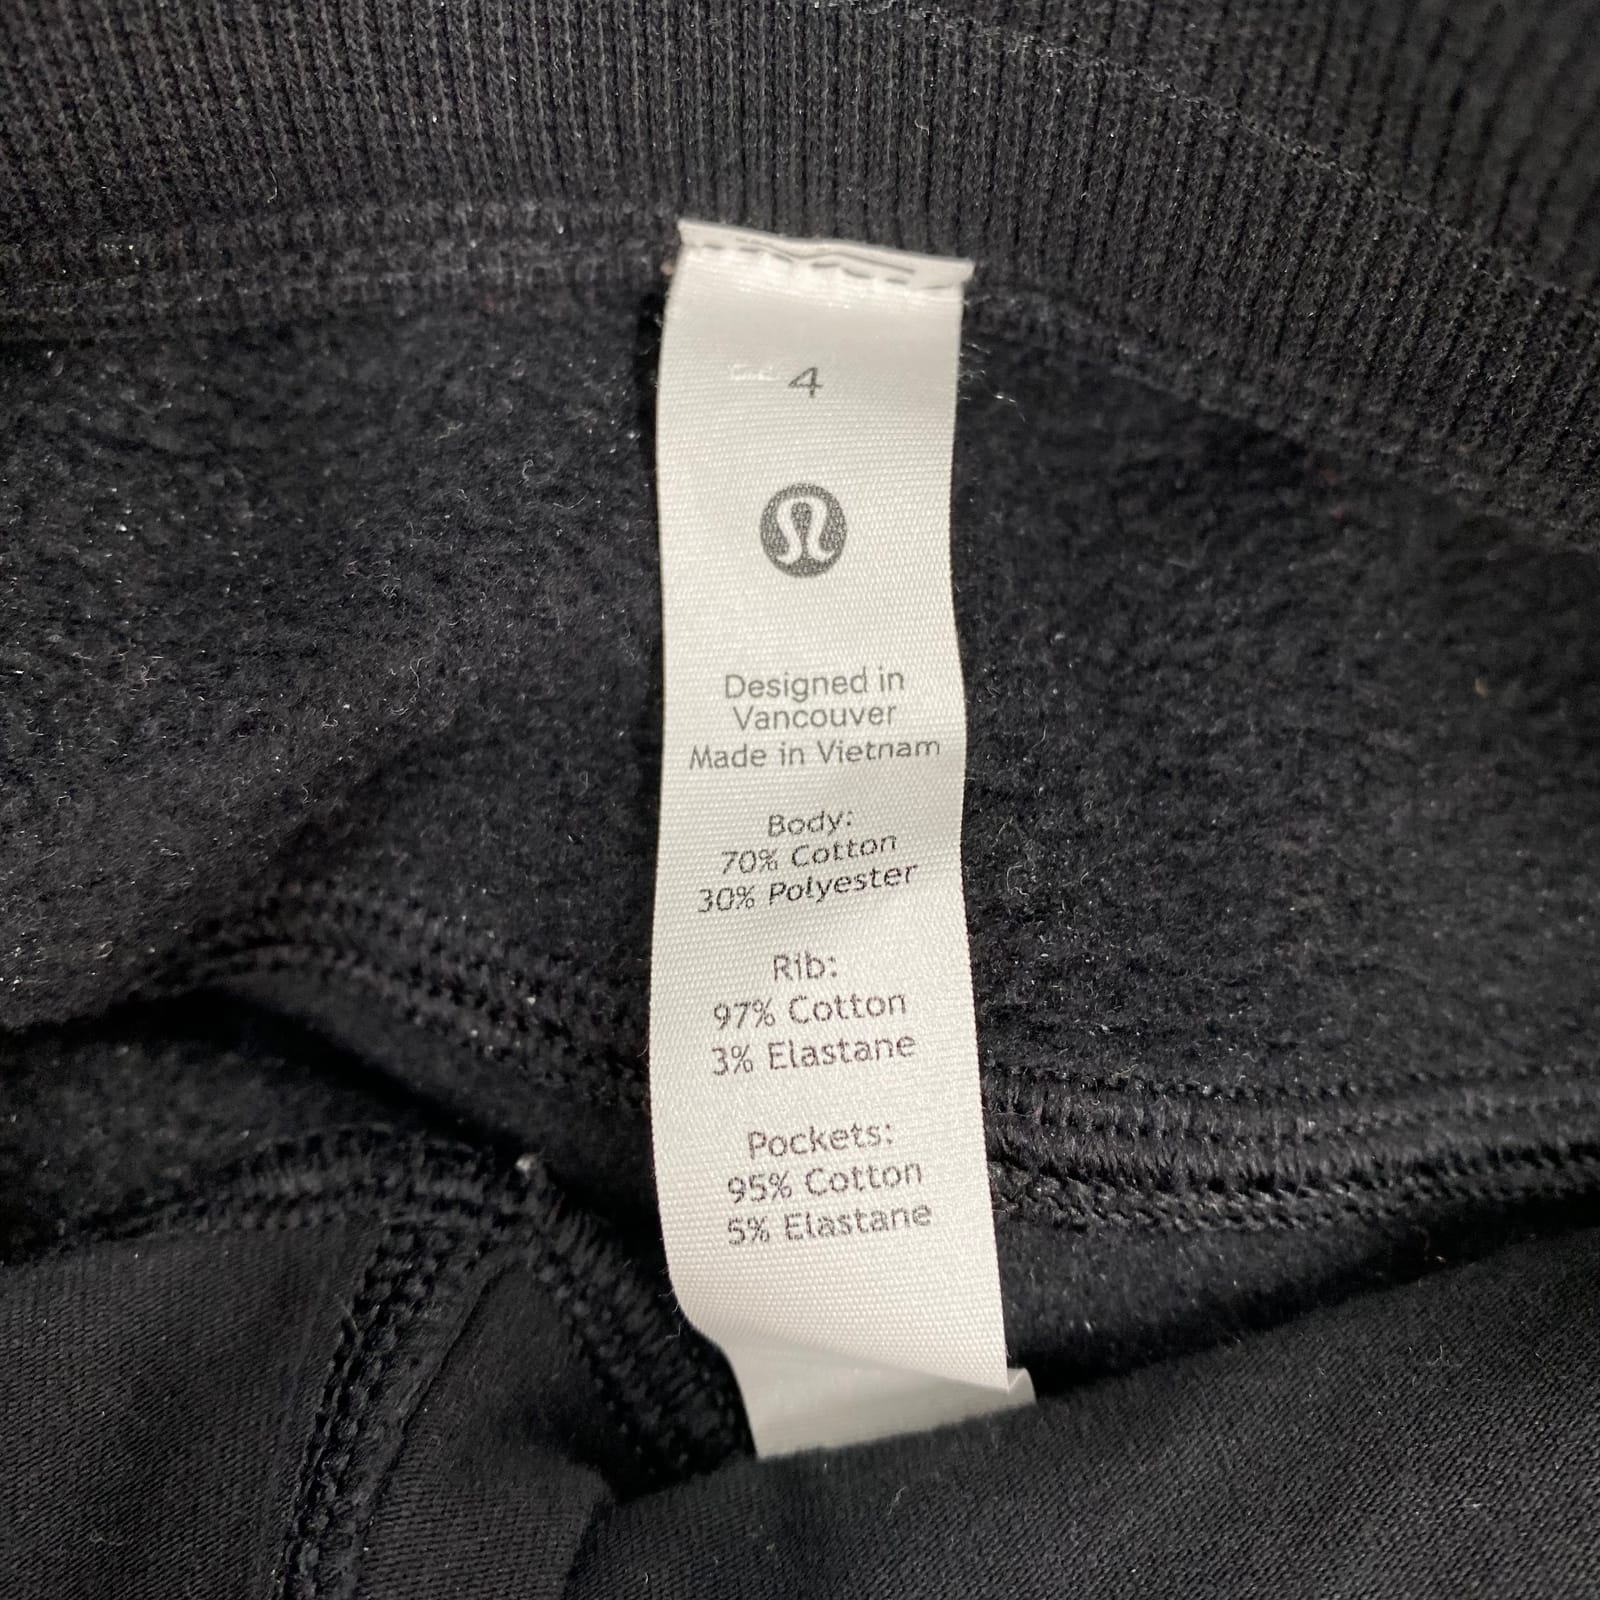 4
Designed in
Vancouver
Made in Vietnam
Body:
70% Cotton
30% Polyester
Rib:
97% Cotton
3% Elastane
Pockets:
95% Cotton
5% Elastane